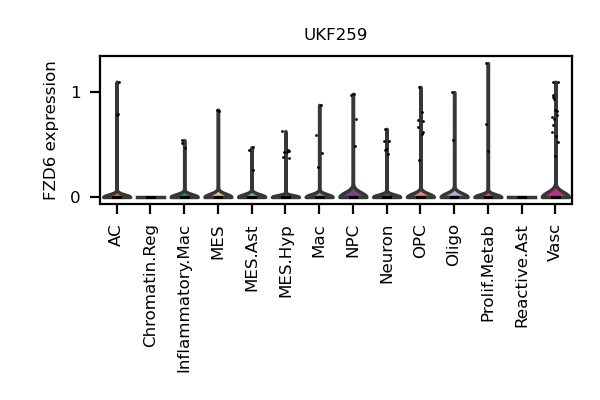 UKF259
FZD6 expression
1
0
AC
Chromatin.Reg
Inflammatory.Mac
MES
MES.Ast
MES.Hyp
Mac
NPC
Neuron
OPC
Oligo
Prolif.Metab
Reactive.Ast
Vasc